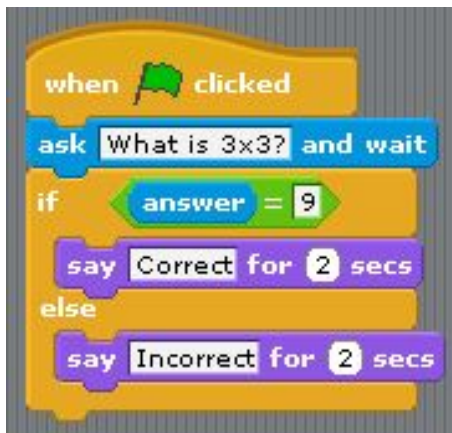 when clicked
ask What is 3x3? and wait
if answer = 9
say Correct for 2 secs
else
say Incorrect for 2 secs